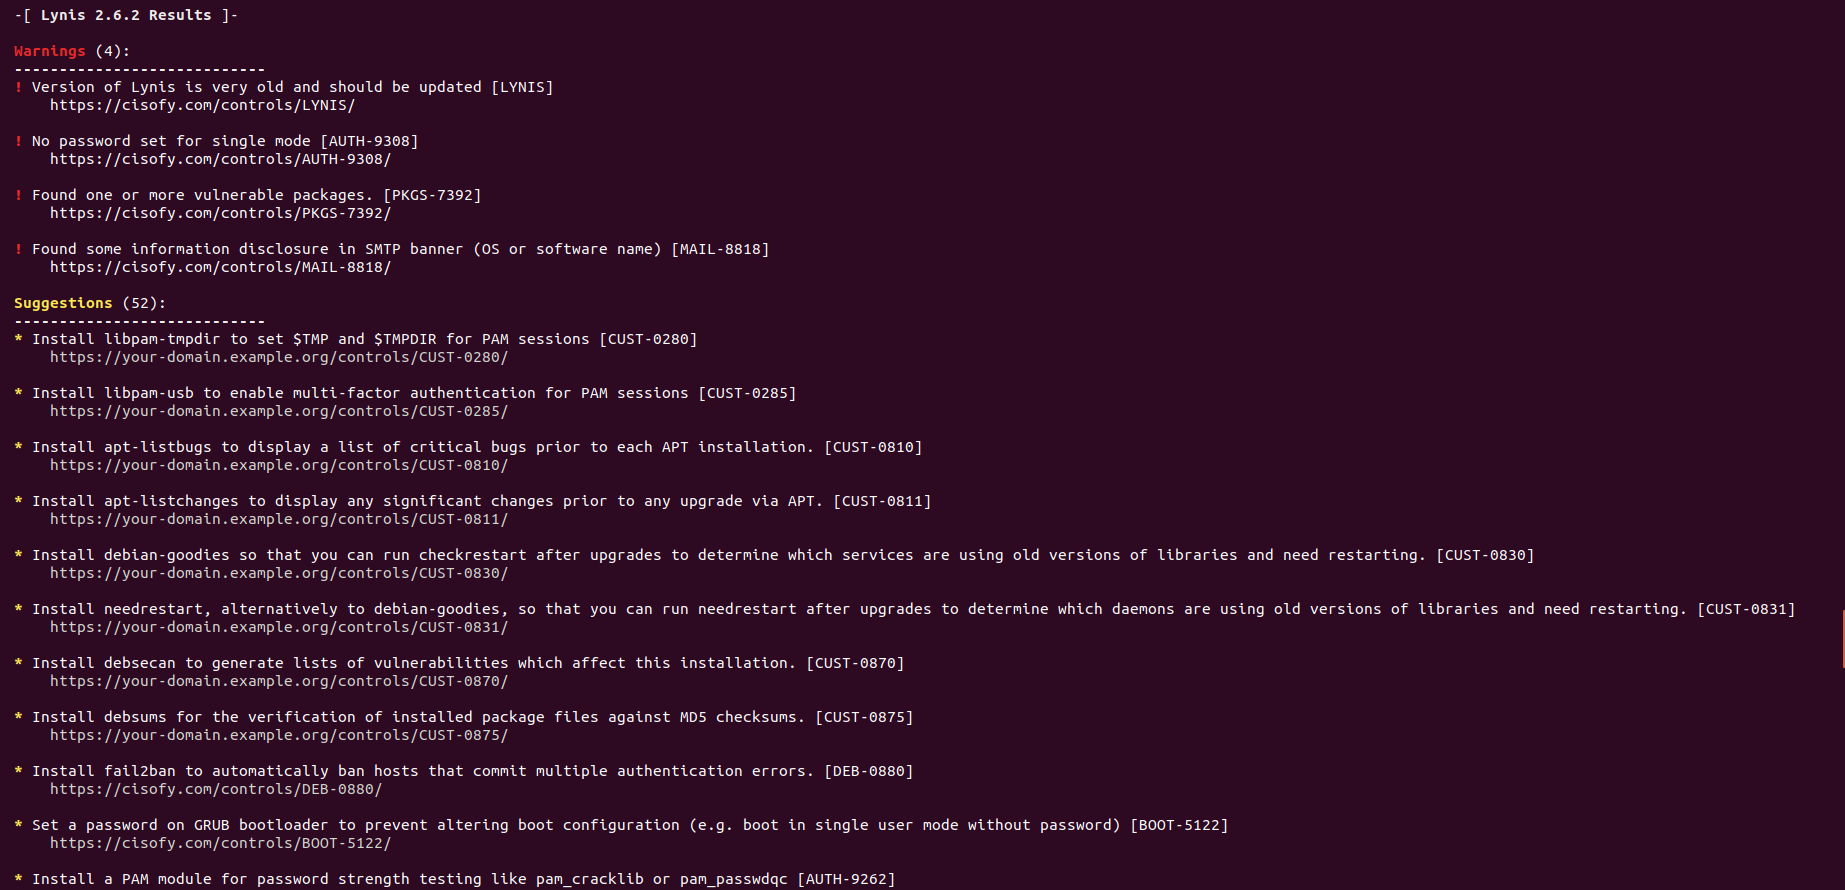 -[ Lynis 2.6.2 Results ]-
Warnings (4):
----------------------------
! Version of Lynis is very old and should be updated [LYNIS]
https://cisofy.com/controls/LYNIS/
! No password set for single mode [AUTH-9308]
https://cisofy.com/controls/AUTH-9308/
! Found one or more vulnerable packages. [PKGS-7392]
https://cisofy.com/controls/PKGS-7392/
! Found some information disclosure in SMTP banner (OS or software name) [MAIL-8818]
https://cisofy.com/controls/MAIL-8818/
Suggestions (52):
----------------------------
* Install libpam-tmpdir to set $TMP and $TMPDIR for PAM sessions [CUST-0280]
https://your-domain.example.org/controls/CUST-0280/
* Install libpam-usb to enable multi-factor authentication for PAM sessions [CUST-0285]
https://your-domain.example.org/controls/CUST-0285/
* Install apt-listbugs to display a list of critical bugs prior to each APT installation. [CUST-0810]
https://your-domain.example.org/controls/CUST-0810/
* Install apt-listchanges to display any significant changes prior to any upgrade via APT. [CUST-0811]
https://your-domain.example.org/controls/CUST-0811/
* Install debian-goodies so that you can run checkrestart after upgrades to determine which services are using old versions of libraries and need restarting. [CUST-0830]
https://your-domain.example.org/controls/CUST-0830/
* Install needrestart, alternatively to debian-goodies, so that you can run needrestart after upgrades to determine which daemons are using old versions of libraries and need restarting. [CUST-0831]
https://your-domain.example.org/controls/CUST-0831/
* Install debsecan to generate lists of vulnerabilities which affect this installation. [CUST-0870]
https://your-domain.example.org/controls/CUST-0870/
* Install debsums for the verification of installed package files against MD5 checksums. [CUST-0875]
https://your-domain.example.org/controls/CUST-0875/
* Install fail2ban to automatically ban hosts that commit multiple authentication errors. [DEB-0880]
https://cisofy.com/controls/DEB-0880/
* Set a password on GRUB bootloader to prevent altering boot configuration (e.g. boot in single user mode without password) [BOOT-5122]
https://cisofy.com/controls/BOOT-5122/
* Install a PAM module for password strength testing like pam_cracklib or pam_passwdqc [AUTH-9262]